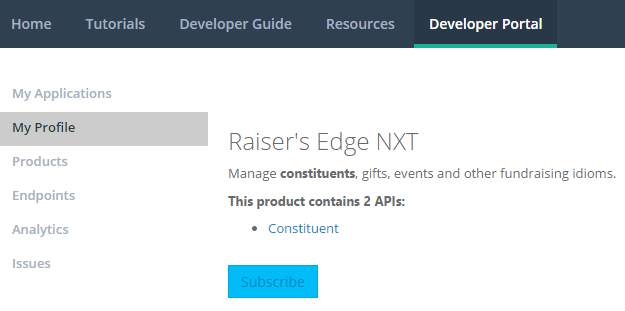 Home Tutorials Developer Guide Resources Developer Portal
My Applications
My Profile
Products
Endpoints
Analytics
Issues
Raiser's Edge NXT
Manage constituents, gifts, events and other fundraising idioms.
This product contains 2 APIs:
• Constituent
Subscribe